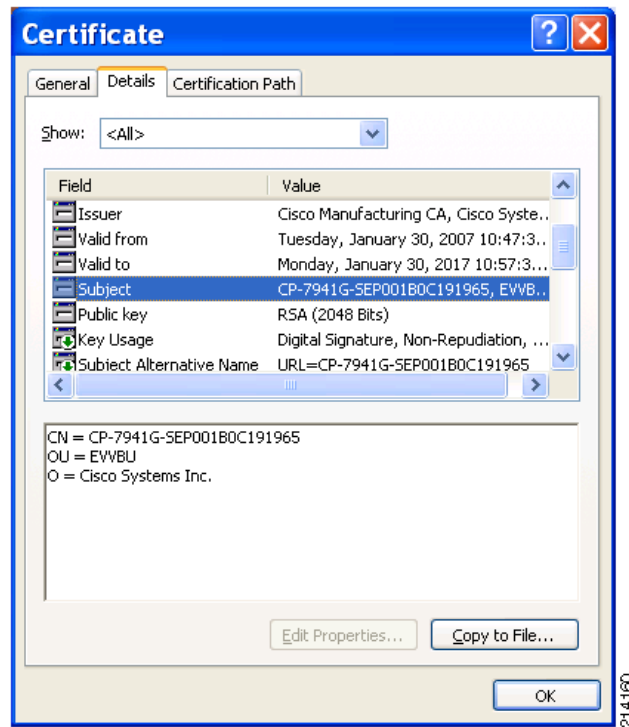 Certificate
General Details Certification Path
Show: <All>
Field Value
Issuer Cisco Manufacturing CA, Cisco Syste..
Valid from Tuesday, January 30, 2007 10:47:3..
Valid to Monday, January 30, 2017 10:57:3...
Subject CP-7941G-SEP001B0C191965, EVVB..
Public key RSA (2048 Bits)
Key Usage Digital Signature, Non-Repudiation, ...
Subject Alternative Name URL=CP-7941G-SEP001B0C191965
CN = CP-7941G-SEP001B0C191965
OU = EVVBU
O = Cisco Systems Inc.
Edit Properties... Copy to File...
OK
214160